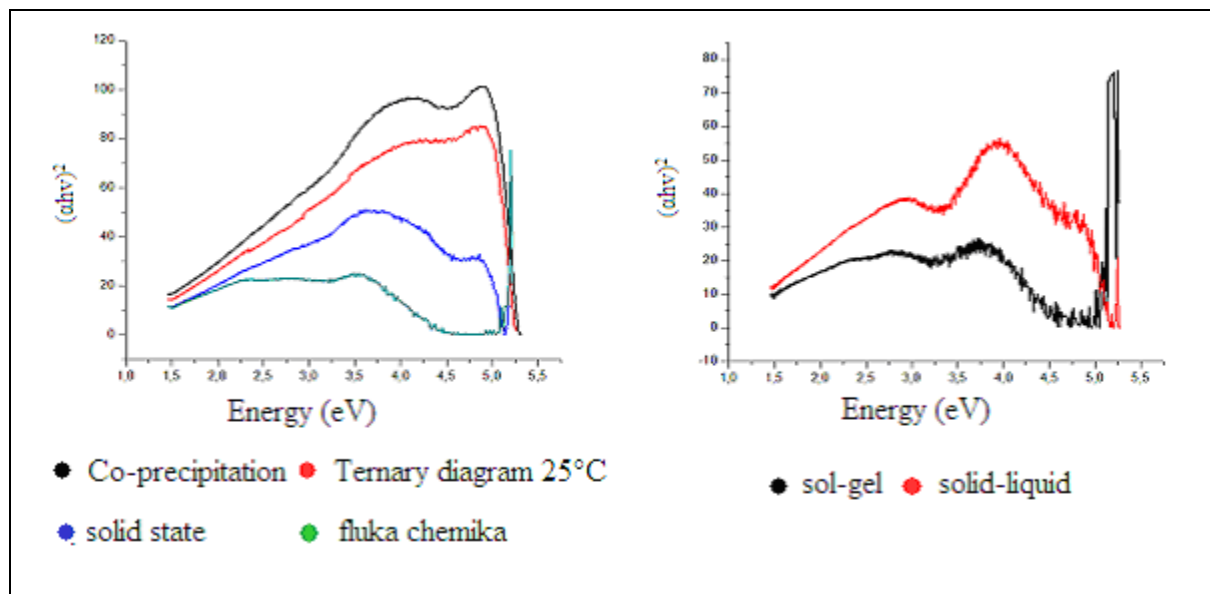 120
100
80
60
40
20
0
(αhν)²
1,0 1,5 2,0 2,5 3,0 3,5 4,0 4,5 5,0 5,5
Energy (eV)
Co-precipitation Ternary diagram 25°C
solid state fluka chemika
80
70
60
50
40
30
20
10
0
-10
(αhν)²
1,0 1,5 2,0 2,5 3,0 3,5 4,0 4,5 5,0 5,5
Energy (eV)
sol-gel solid-liquid